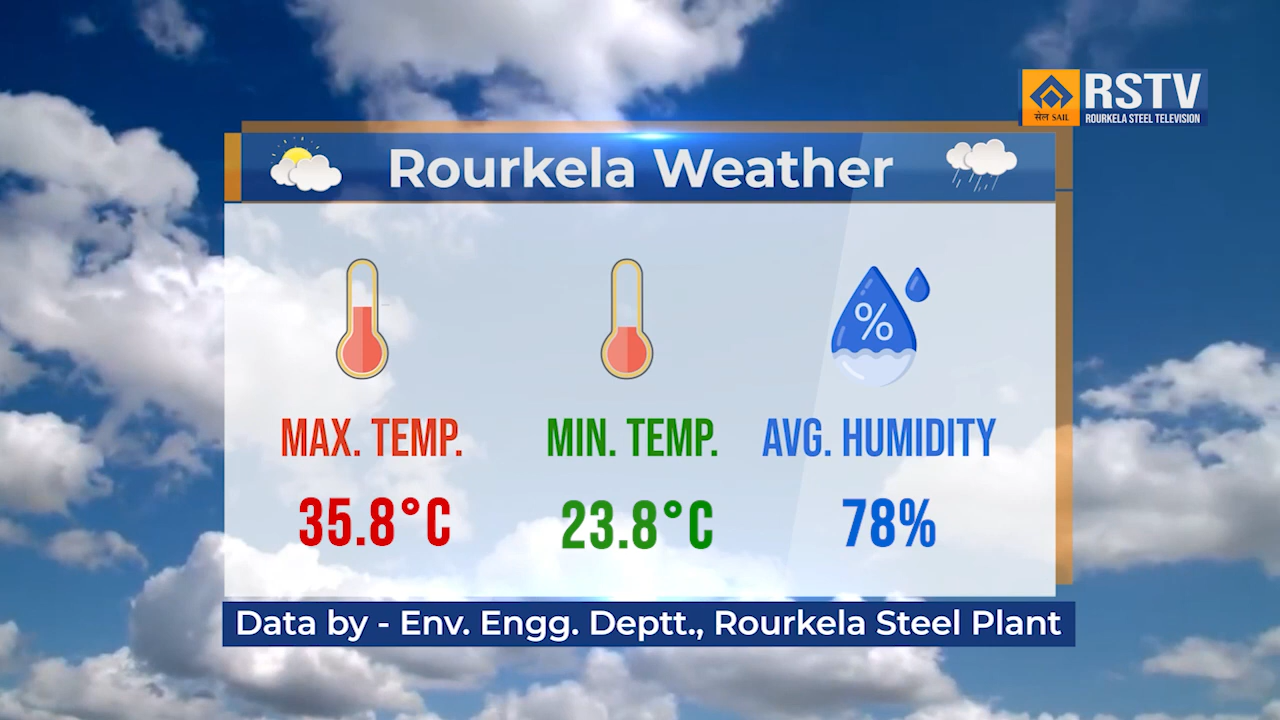 सेल SAIL
RSTV
ROURKELA STEEL TELEVISION
Rourkela Weather
%
MAX. TEMP.
MIN. TEMP.
AVG. HUMIDITY
35.8°C
23.8°C
78%
Data by - Env. Engg. Deptt., Rourkela Steel Plant